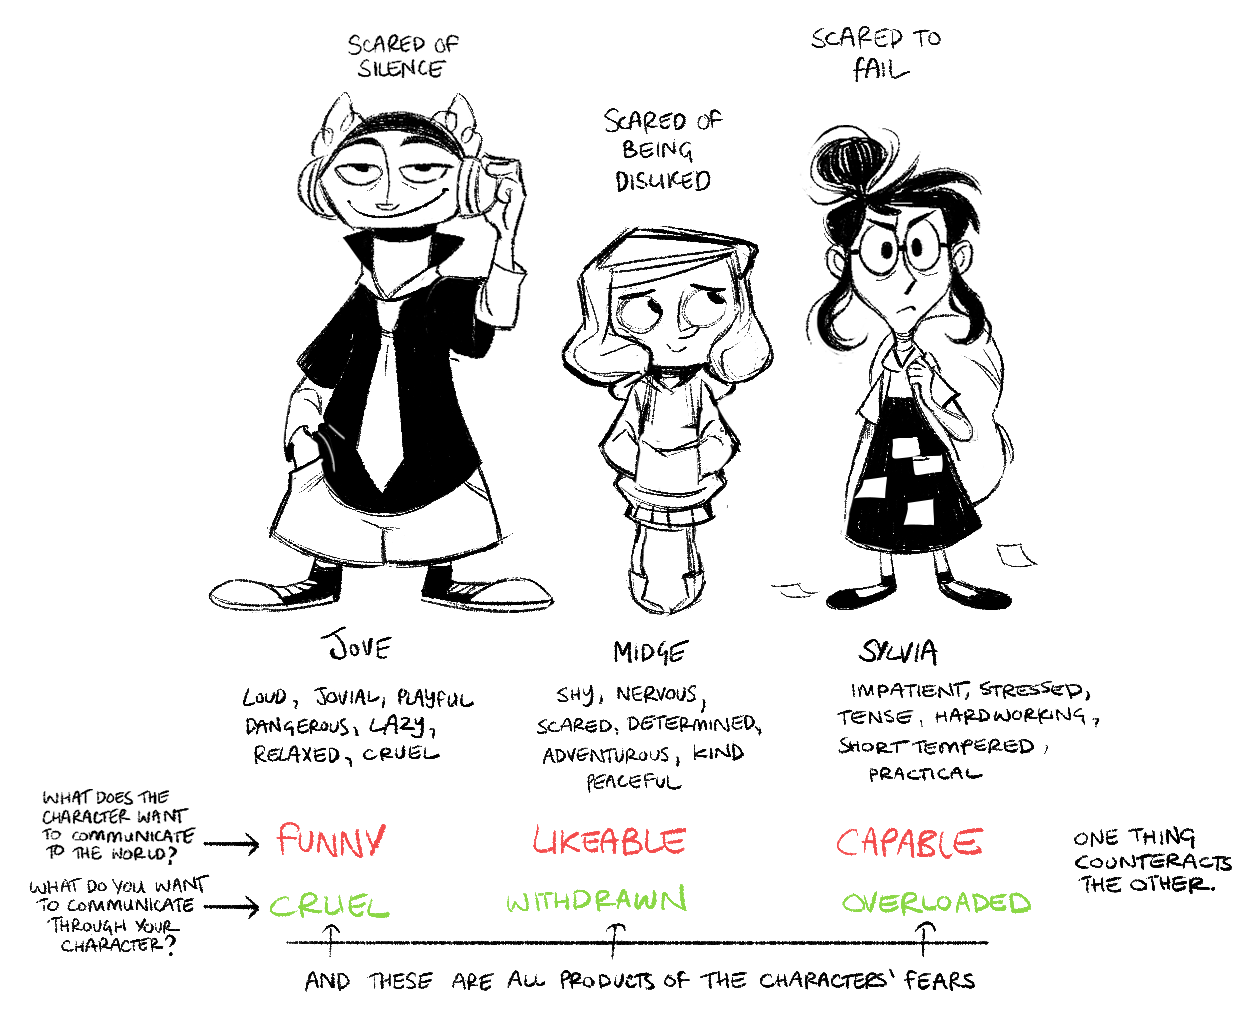 SCARED OF
SILENCE
SCARED OF
BEING
DISLIKED
SCARED TO
FAIL
JOVE
LOUD, JOVIAL, PLAYFUL
DANGEROUS, LAZY,
RELAXED, CRUEL
MIDGE
SHY, NERVOUS,
SCARED, DETERMINED,
ADVENTUROUS, KIND
PEACEFUL
SYLVIA
IMPATIENT, STRESSED,
TENSE, HARDWORKING,
SHORT TEMPERED,
PRACTICAL
WHAT DOES THE
CHARACTER WANT
TO COMMUNICATE
TO THE WORLD?
FUNNY
LIKEABLE
CAPABLE
WHAT DO YOU WANT
TO COMMUNICATE
THROUGH YOUR
CHARACTER?
CRUEL
WITHDRAWN
OVERLOADED
ONE THING
COUNTERACTS
THE OTHER.
AND THESE ARE ALL PRODUCTS OF THE CHARACTERS' FEARS